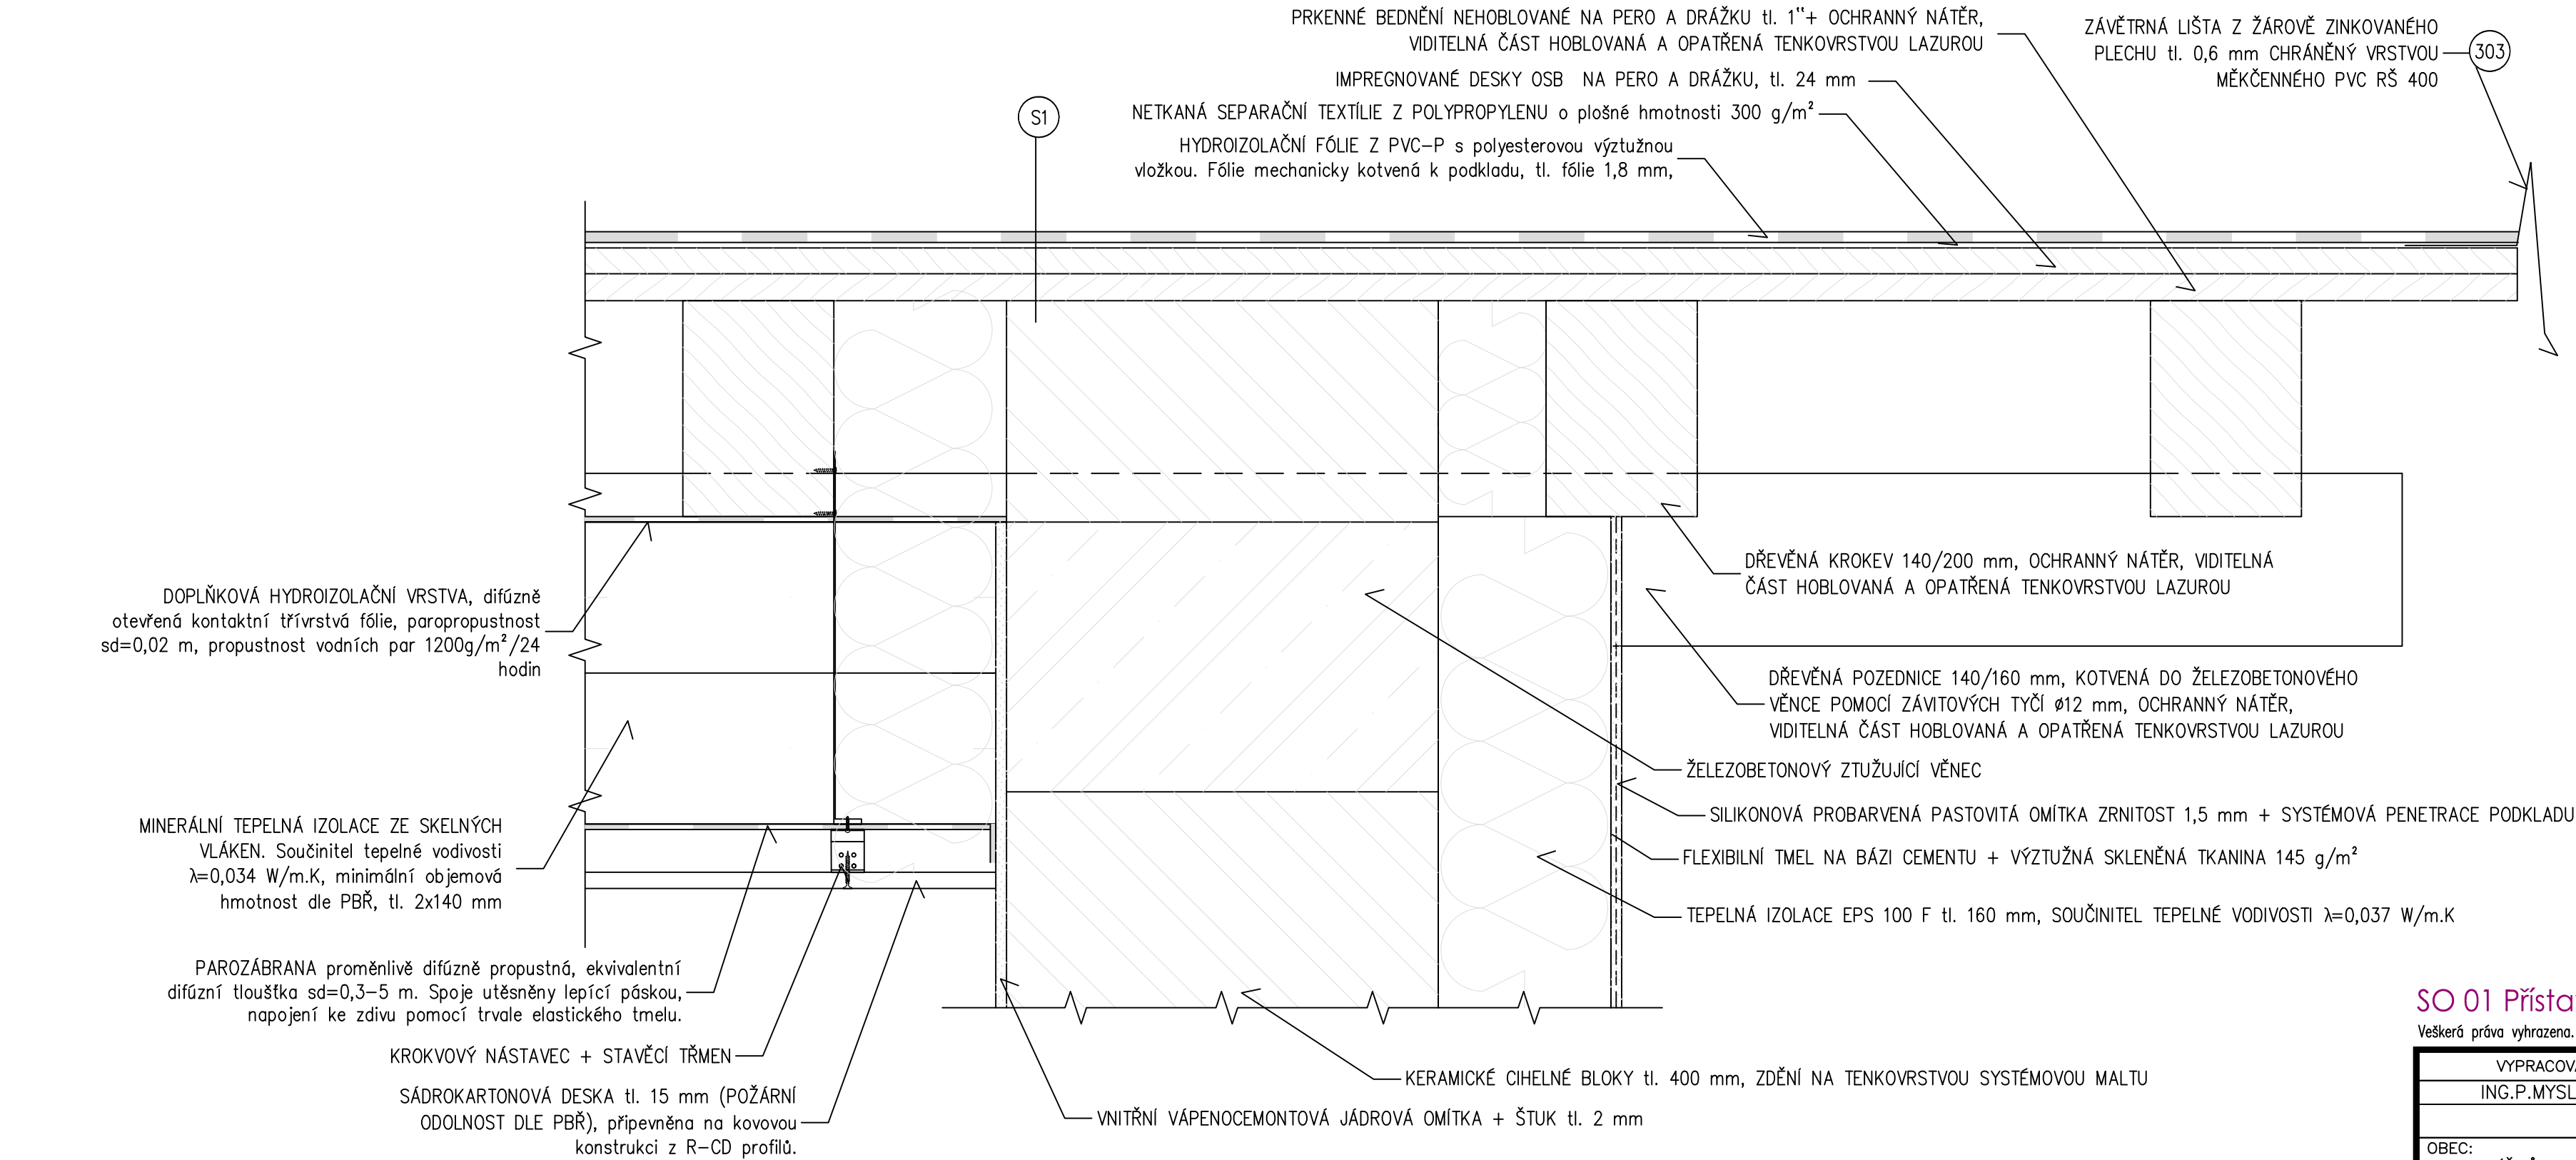 PRKENNÉ BEDNĚNÍ NEHOBLOVANÉ NA PERO A DRÁŽKU tl. 1"+ OCHRANNÝ NÁTĚR,
VIDITELNÁ ČÁST HOBLOVANÁ A OPATŘENÁ TENKOVRSTVOU LAZUROU
ZÁVĚTRNÁ LIŠTA Z ŽÁROVĚ ZINKOVANÉHO
PLECHU tl. 0,6 mm CHRÁNĚNÝ VRSTVOU
MĚKČENNÉHO PVC RŠ 400
303
IMPREGNOVANÉ DESKY OSB NA PERO A DRÁŽKU, tl. 24 mm
S1
NETKANÁ SEPARAČNÍ TEXTÍLIE Z POLYPROPYLENU o plošné hmotnosti 300 g/m²
HYDROIZOLAČNÍ FÓLIE Z PVC-P s polyesterovou výztužnou
vložkou. Fólie mechanicky kotvená k podkladu, tl. fólie 1,8 mm,
DŘEVĚNÁ KROKEV 140/200 mm, OCHRANNÝ NÁTĚR, VIDITELNÁ
ČÁST HOBLOVANÁ A OPATŘENÁ TENKOVRSTVOU LAZUROU
DOPLŇKOVÁ HYDROIZOLAČNÍ VRSTVA, difúzně
otevřená kontaktní třívrstvá fólie, paropropustnost
sd=0,02 m, propustnost vodních par 1200g/m²/24
hodin
DŘEVĚNÁ POZEDNICE 140/160 mm, KOTVENÁ DO ŽELEZOBETONOVÉHO
VĚNCE POMOCÍ ZÁVITOVÝCH TYČÍ ø12 mm, OCHRANNÝ NÁTĚR,
VIDITELNÁ ČÁST HOBLOVANÁ A OPATŘENÁ TENKOVRSTVOU LAZUROU
ŽELEZOBETONOVÝ ZTUŽUJÍCÍ VĚNEC
SILIKONOVÁ PROBARVENÁ PASTOVITÁ OMÍTKA ZRNITOST 1,5 mm + SYSTÉMOVÁ PENETRACE PODKLADU
FLEXIBILNÍ TMEL NA BÁZI CEMENTU + VÝZTUŽNÁ SKLENĚNÁ TKANINA 145 g/m²
TEPELNÁ IZOLACE EPS 100 F tl. 160 mm, SOUČINITEL TEPELNÉ VODIVOSTI λ=0,037 W/m.K
MINERÁLNÍ TEPELNÁ IZOLACE ZE SKELNÝCH
VLÁKEN. Součinitel tepelné vodivosti
λ=0,034 W/m.K, minimální objemová
hmotnost dle PBŘ, tl. 2x140 mm
PAROZÁBRANA proměnlivě difúzně propustná, ekvivalentní
difúzní tloušťka sd=0,3-5 m. Spoje utěsněny lepící páskou,
napojení ke zdivu pomocí trvale elastického tmelu.
KROKVOVÝ NÁSTAVEC + STAVĚCÍ TŘMEN
SÁDROKARTONOVÁ DESKA tl. 15 mm (POŽÁRNÍ
ODOLNOST DLE PBŘ), připevněna na kovovou
konstrukci z R-CD profilů.
KERAMICKÉ CIHELNÉ BLOKY tl. 400 mm, ZDĚNÍ NA TENKOVRSTVOU SYSTÉMOVOU MALTU
VNITŘNÍ VÁPENOCEMONTOVÁ JÁDROVÁ OMÍTKA + ŠTUK tl. 2 mm
SO 01 Přísta
Veškerá práva vyhrazena.
VYPRACOV
ING.P.MYSL
OBEC: